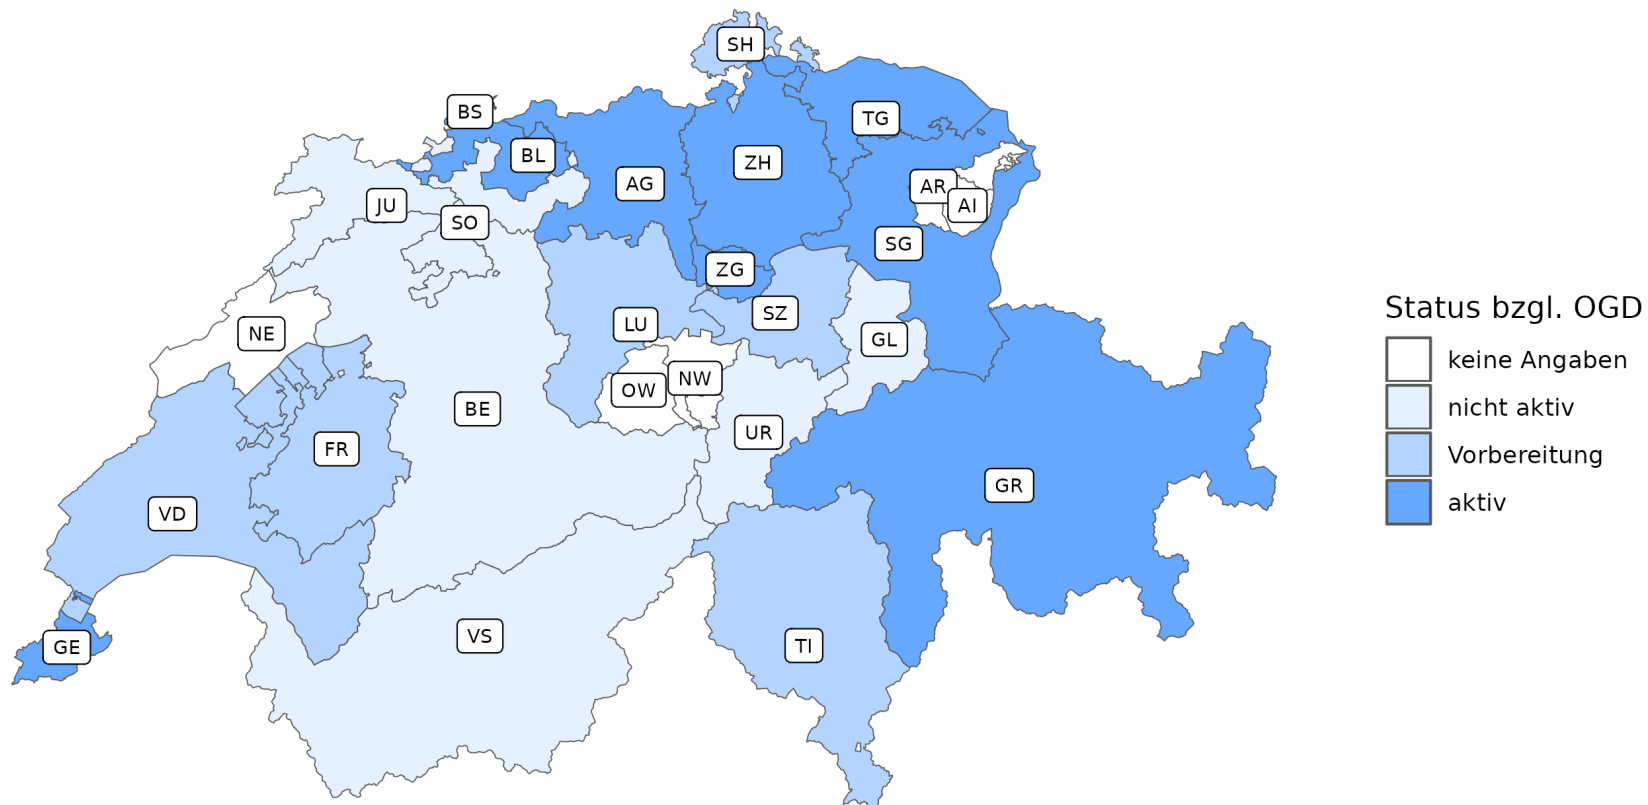 SH
BS
TG
BL
ZH
AG
AR
JU
AI
SO
SG
ZG
SZ
LU
NE
GL
NW
OW
BE
UR
FR
GR
VD
VS
TI
GE
Status bzgl. OGD
keine Angaben
nicht aktiv
Vorbereitung
aktiv